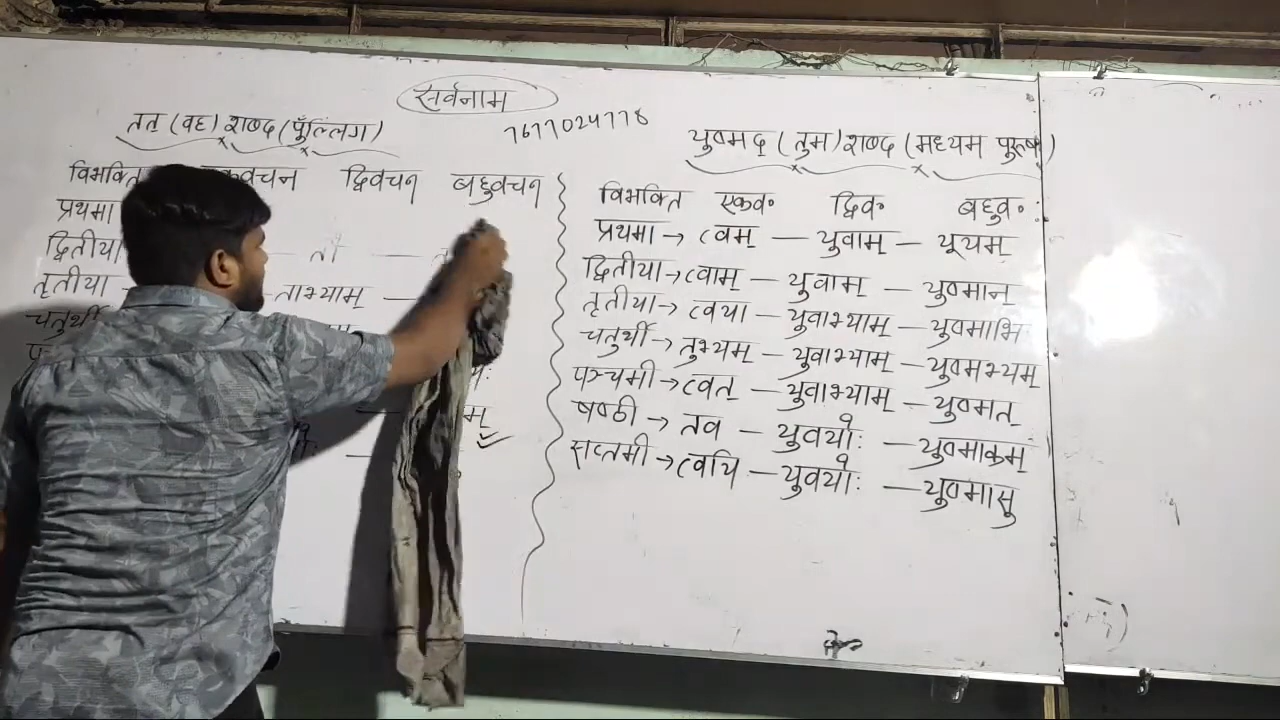 सर्वनाम
7677024778
तत् (वह) शब्द (पुँल्लिग)
विभक्ति द्विवचन बहुवचन
प्रथमा
द्वितीया — तौ —
तृतीया — ताभ्याम् —
चतुर्थी
युष्मद् (तुम) शब्द (मध्यम पुरूष)
विभक्ति एकव० द्विव० बहुव०
प्रथमा → त्वम् — युवाम् — यूयम्
द्वितीया → त्वाम् — युवाम् — युष्मान्
तृतीया → त्वया — युवाभ्याम् — युष्माभि
चतुर्थी → तुभ्यम् — युवाभ्याम् — युष्मभ्यम्
पञ्चमी → त्वत् — युवाभ्याम् — युष्मत्
षष्ठी → तव — युवयोः — युष्माकम्
सप्तमी → त्वयि — युवयोः — युष्मासु